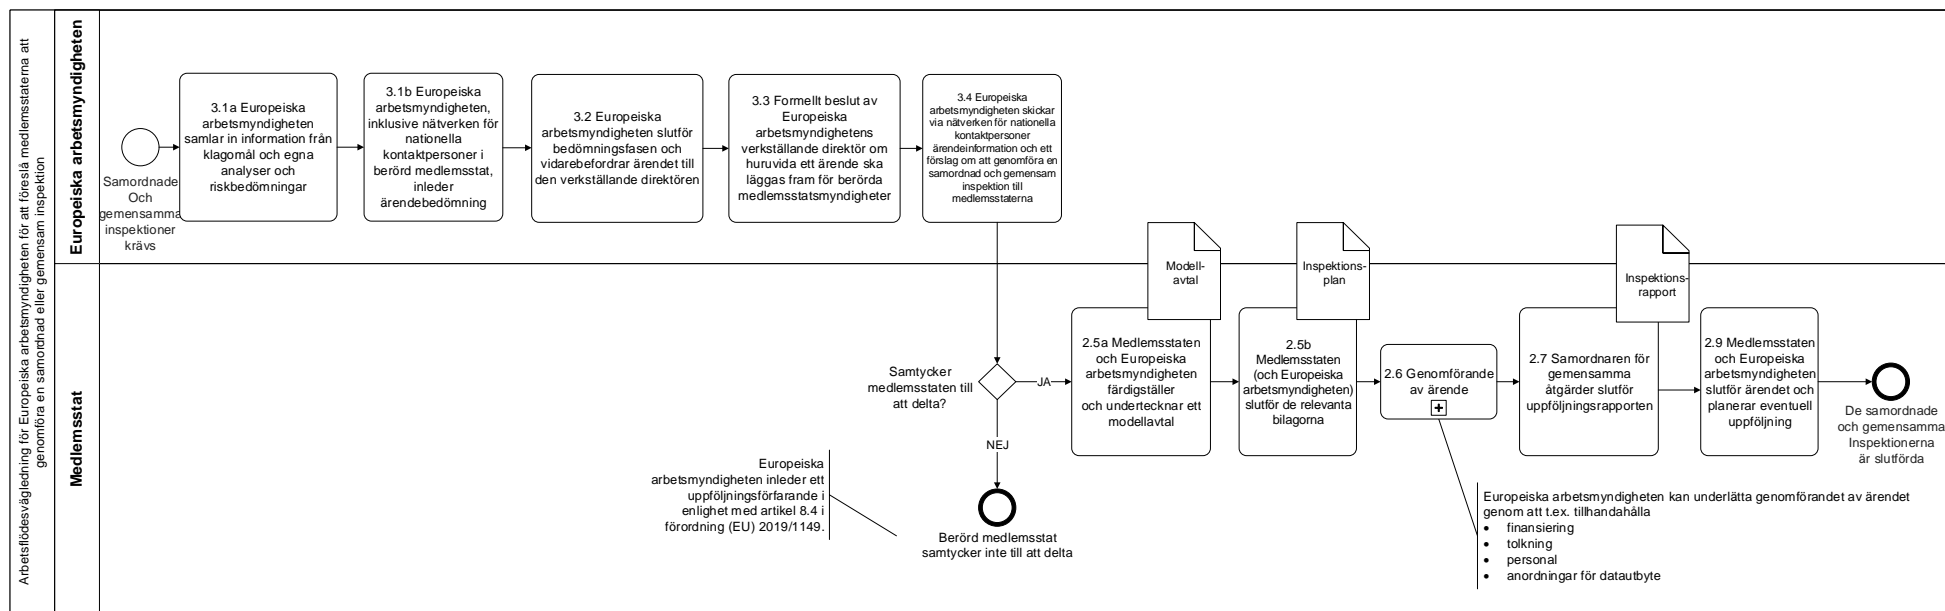 Arbetsflödesvägledning för Europeiska arbetsmyndigheten för att föreslå medlemsstaterna att
genomföra en samordnad eller gemensam inspektion
Europeiska arbetsmyndigheten
Samordnade
Och
gemensamma
inspektioner
krävs
3.1a Europeiska
arbetsmyndigheten
samlar in information från
klagomål och egna
analyser och
riskbedömningar
3.1b Europeiska
arbetsmyndigheten,
inklusive nätverken för
nationella
kontaktpersoner i
berörd medlemsstat,
inleder
ärendebedömning
3.2 Europeiska
arbetsmyndigheten slutför
bedömningsfasen och
vidarebefordrar ärendet till
den verkställande direktören
3.3 Formellt beslut av
Europeiska
arbetsmyndighetens
verkställande direktör om
huruvida ett ärende ska
läggas fram för berörda
medlemsstatsmyndigheter
3.4 Europeiska
arbetsmyndigheten skickar
via nätverken för nationella
kontaktpersoner
ärendeinformation och ett
förslag om att genomföra en
samordnad och gemensam
inspektion till
medlemsstaterna
Medlemsstat
Samtycker
medlemsstaten till
att delta?
JA
NEJ
Europeiska
arbetsmyndigheten inleder ett
uppföljningsförfarande i
enlighet med artikel 8.4 i
förordning (EU) 2019/1149.
Berörd medlemsstat
samtycker inte till att delta
Modell-
avtal
2.5a Medlemsstaten
och Europeiska
arbetsmyndigheten
färdigställer
och undertecknar ett
modellavtal
Inspektions-
plan
2.5b
Medlemsstaten
(och Europeiska
arbetsmyndigheten)
slutför de relevanta
bilagorna
2.6 Genomförande
av ärende
Europeiska arbetsmyndigheten kan underlätta genomförandet av ärendet
genom att t.ex. tillhandahålla
• finansiering
• tolkning
• personal
• anordningar för datautbyte
Inspektions-
rapport
2.7 Samordnaren för
gemensamma
åtgärder slutför
uppföljningsrapporten
2.9 Medlemsstaten
och Europeiska
arbetsmyndigheten
slutför ärendet och
planerar eventuell
uppföljning
De samordnade
och gemensamma
Inspektionerna
är slutförda